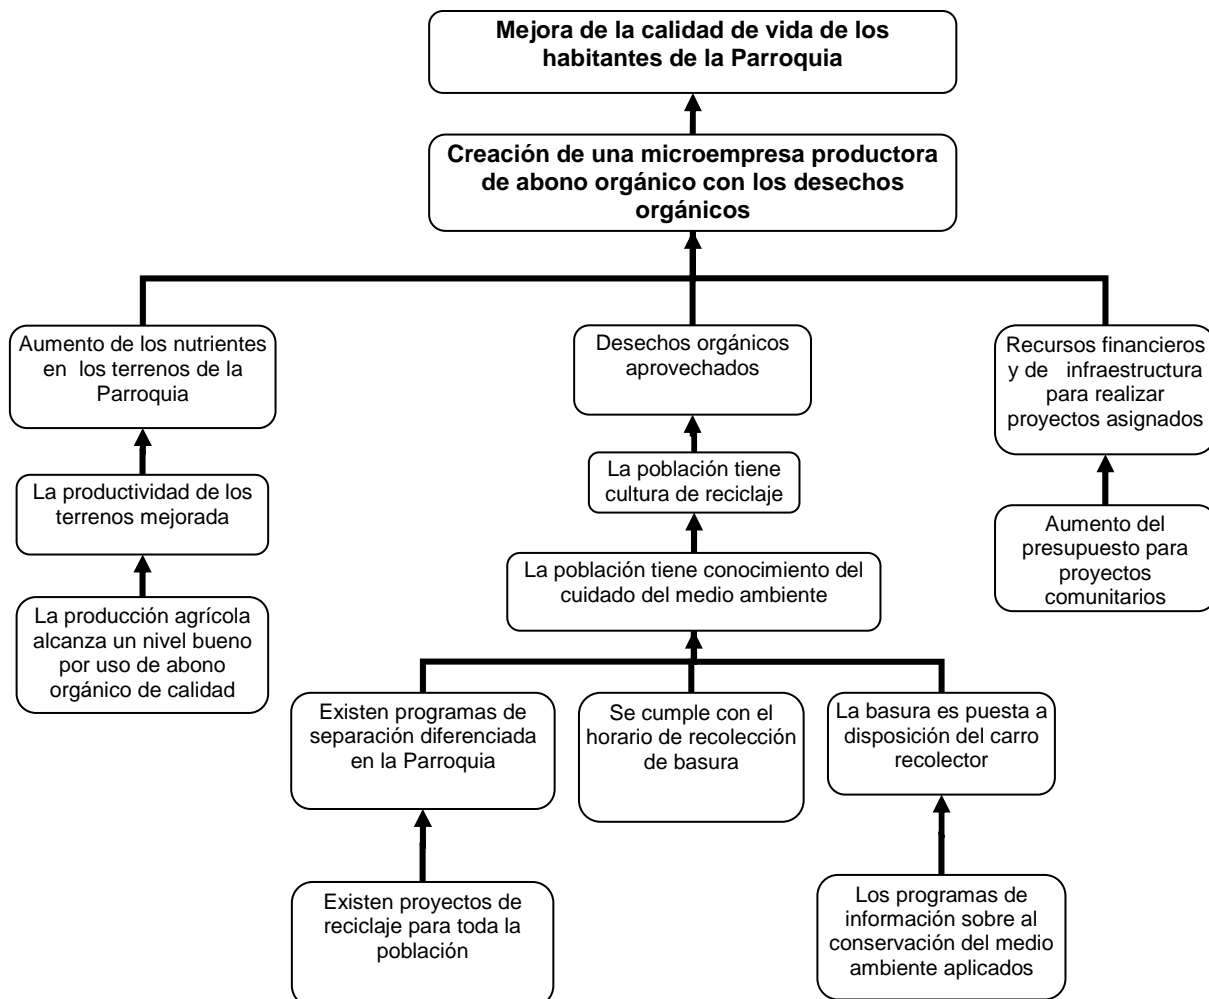 Mejora de la calidad de vida de los
habitantes de la Parroquia
Creación de una microempresa productora
de abono orgánico con los desechos
orgánicos
Aumento de los nutrientes
en los terrenos de la
Parroquia
Desechos orgánicos
aprovechados
Recursos financieros
y de infraestructura
para realizar
proyectos asignados
La productividad de los
terrenos mejorada
La población tiene
cultura de reciclaje
Aumento del
presupuesto para
proyectos
comunitarios
La población tiene conocimiento del
cuidado del medio ambiente
La producción agrícola
alcanza un nivel bueno
por uso de abono
orgánico de calidad
Existen programas de
separación diferenciada
en la Parroquia
Se cumple con el
horario de recolección
de basura
La basura es puesta a
disposición del carro
recolector
Existen proyectos de
reciclaje para toda la
población
Los programas de
información sobre al
conservación del medio
ambiente aplicados